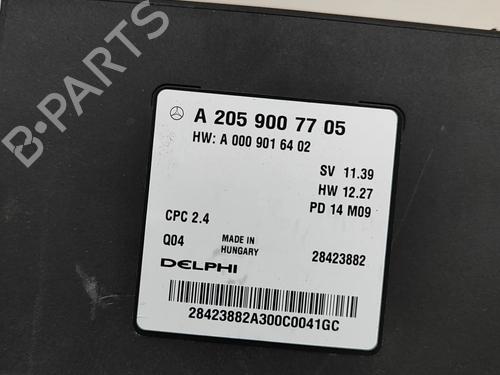 B-PARTS
A 205 900 77 05
HW: A 000 901 64 02
SV 11.39
HW 12.27
PD 14 M09
CPC 2.4
Q04
MADE IN
HUNGARY
28423882
DELPHI
28423882A300C0041GC